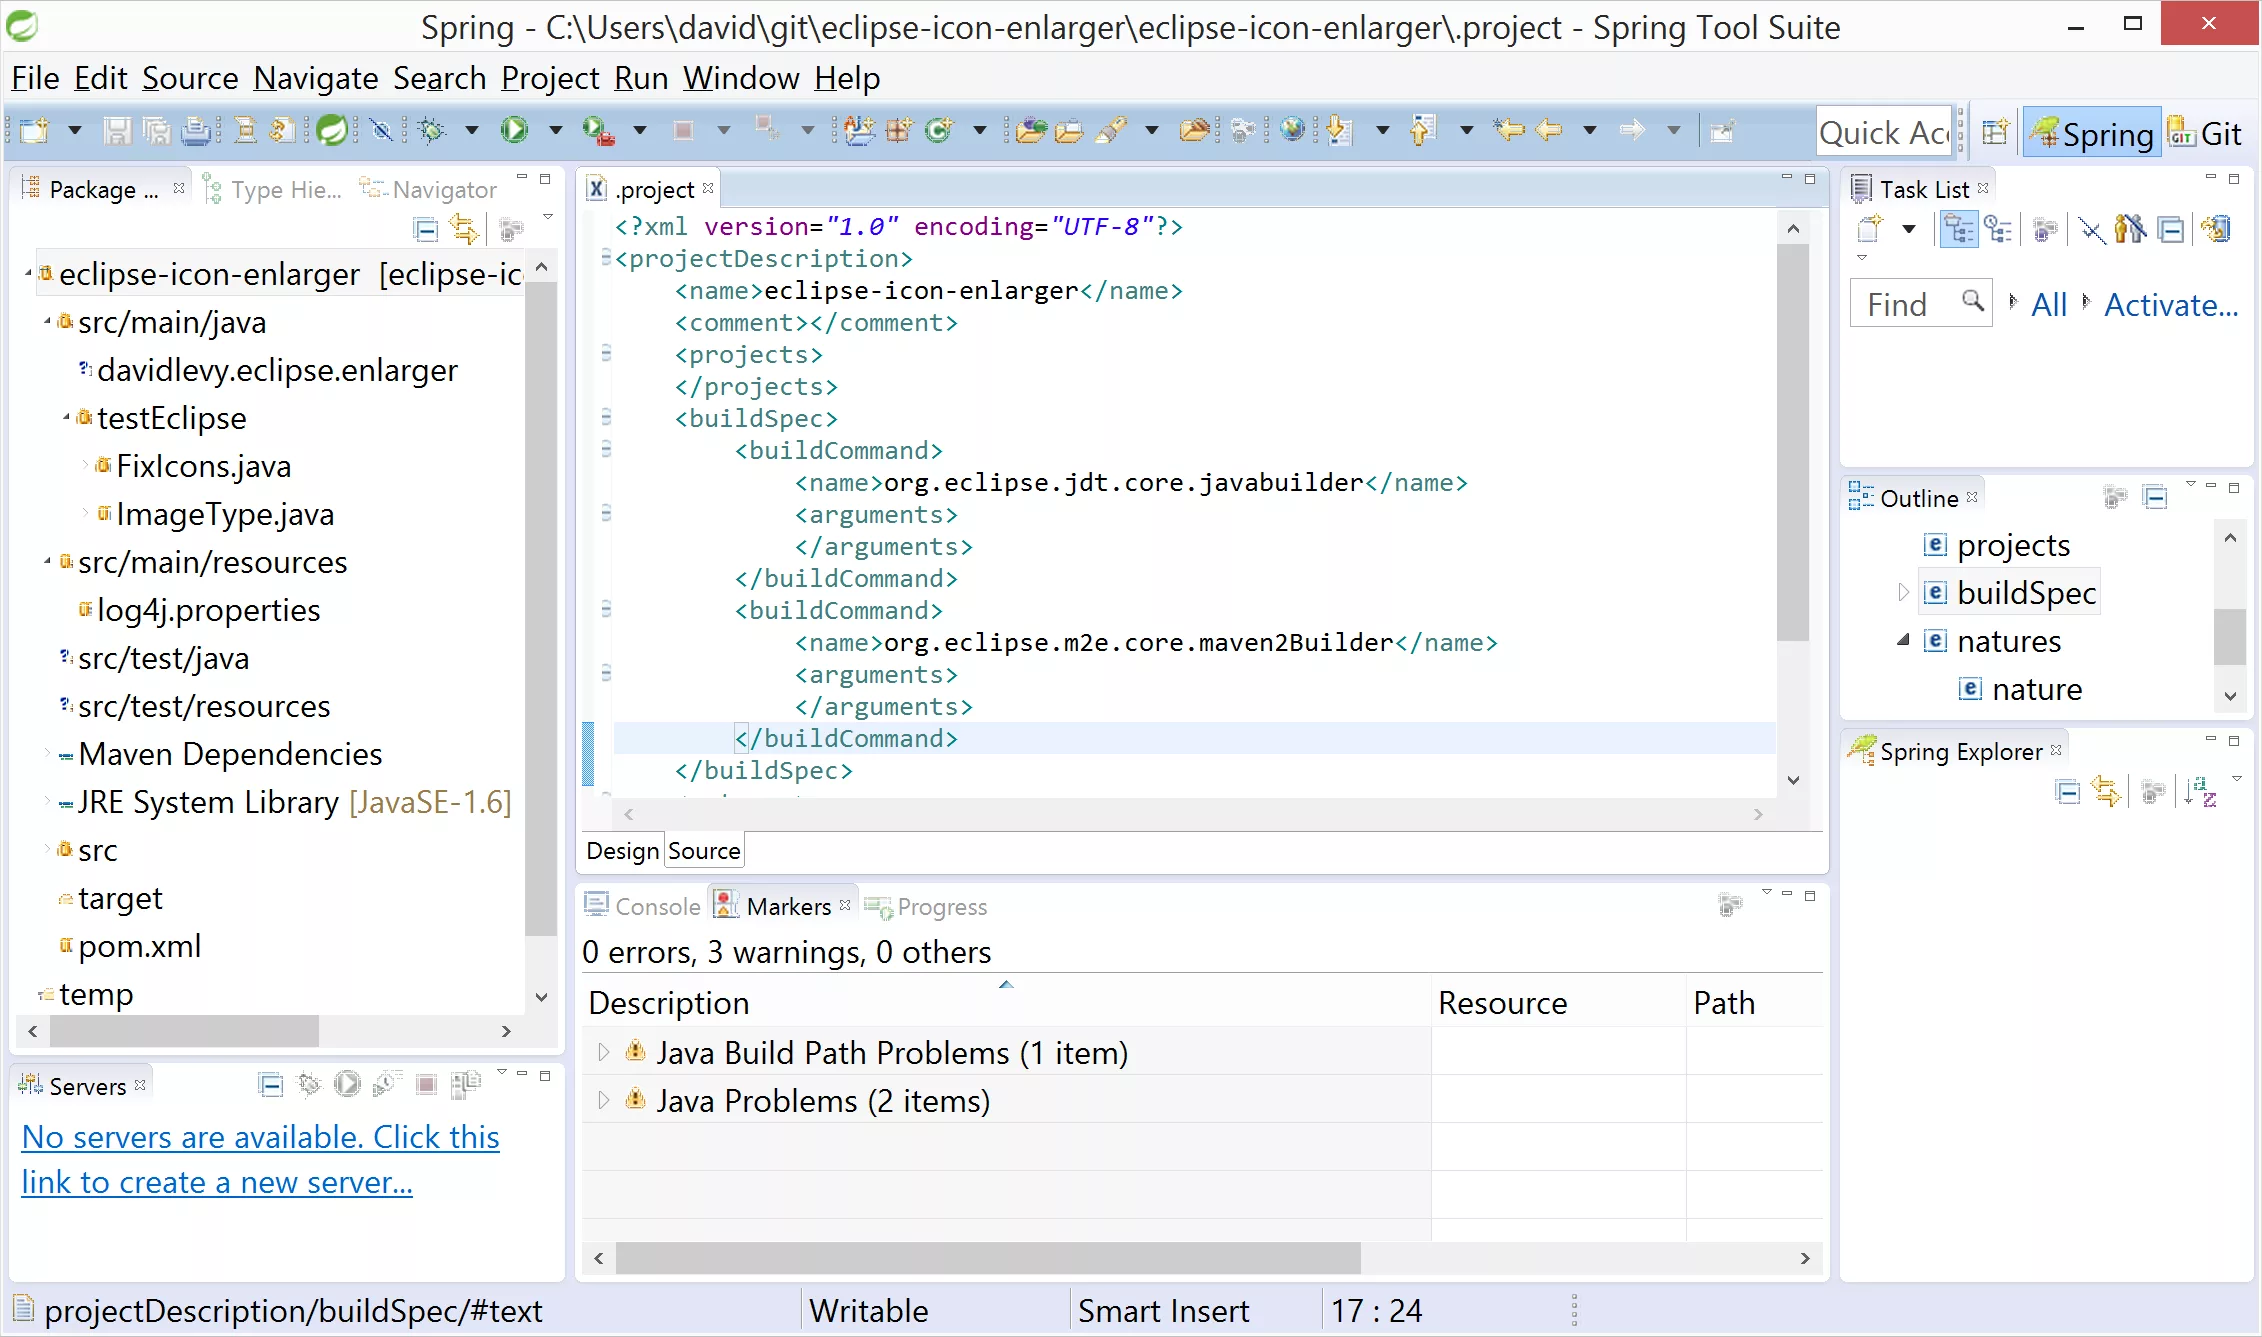 Spring - C:\Users\david\git\eclipse-icon-enlarger\eclipse-icon-enlarger\.project - Spring Tool Suite
File Edit Source Navigate Search Project Run Window Help
Quick Ac
Spring
GIT Git
Package ...
Type Hie...
Navigator
eclipse-icon-enlarger [eclipse-ic
src/main/java
davidlevy.eclipse.enlarger
testEclipse
FixIcons.java
ImageType.java
src/main/resources
log4j.properties
src/test/java
src/test/resources
Maven Dependencies
JRE System Library [JavaSE-1.6]
src
target
pom.xml
temp
Servers
No servers are available. Click this
link to create a new server...
X .project
<?xml version="1.0" encoding="UTF-8"?>
<projectDescription>
<name>eclipse-icon-enlarger</name>
<comment></comment>
<projects>
</projects>
<buildSpec>
<buildCommand>
<name>org.eclipse.jdt.core.javabuilder</name>
<arguments>
</arguments>
</buildCommand>
<buildCommand>
<name>org.eclipse.m2e.core.maven2Builder</name>
<arguments>
</arguments>
</buildCommand>
</buildSpec>
Design
Source
Console
Markers
Progress
0 errors, 3 warnings, 0 others
Description
Resource
Path
Java Build Path Problems (1 item)
Java Problems (2 items)
Task List
Find
All
Activate...
Outline
e projects
e buildSpec
e natures
e nature
Spring Explorer
projectDescription/buildSpec/#text
Writable
Smart Insert
17 : 24